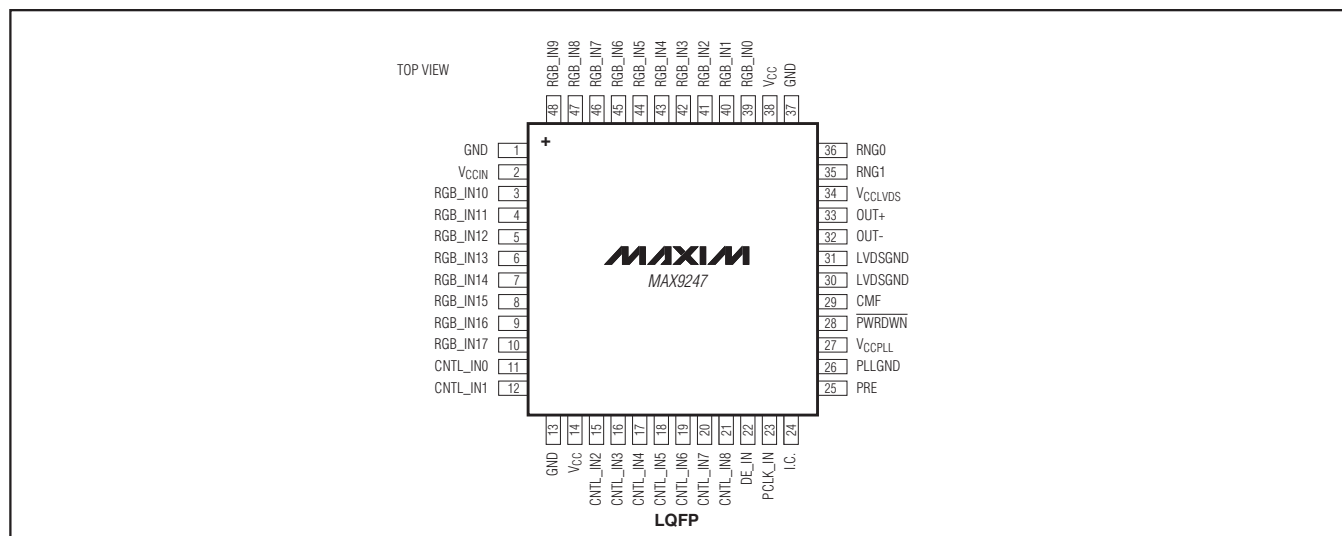 TOP VIEW
RGB_IN9 RGB_IN8 RGB_IN7 RGB_IN6 RGB_IN5 RGB_IN4 RGB_IN3 RGB_IN2 RGB_IN1 RGB_IN0 VCC GND
48 47 46 45 44 43 42 41 40 39 38 37
+
GND 1
VCCIN 2
RGB_IN10 3
RGB_IN11 4
RGB_IN12 5
RGB_IN13 6
RGB_IN14 7
RGB_IN15 8
RGB_IN16 9
RGB_IN17 10
CNTL_IN0 11
CNTL_IN1 12
MAXIM
MAX9247
36 RNG0
35 RNG1
34 VCCLVDS
33 OUT+
32 OUT-
31 LVDSGND
30 LVDSGND
29 CMF
28 PWRDWN
27 VCCPLL
26 PLLGND
25 PRE
13 14 15 16 17 18 19 20 21 22 23 24
GND VCC CNTL_IN2 CNTL_IN3 CNTL_IN4 CNTL_IN5 CNTL_IN6 CNTL_IN7 CNTL_IN8 DE_IN PCLK_IN I.C.
LQFP